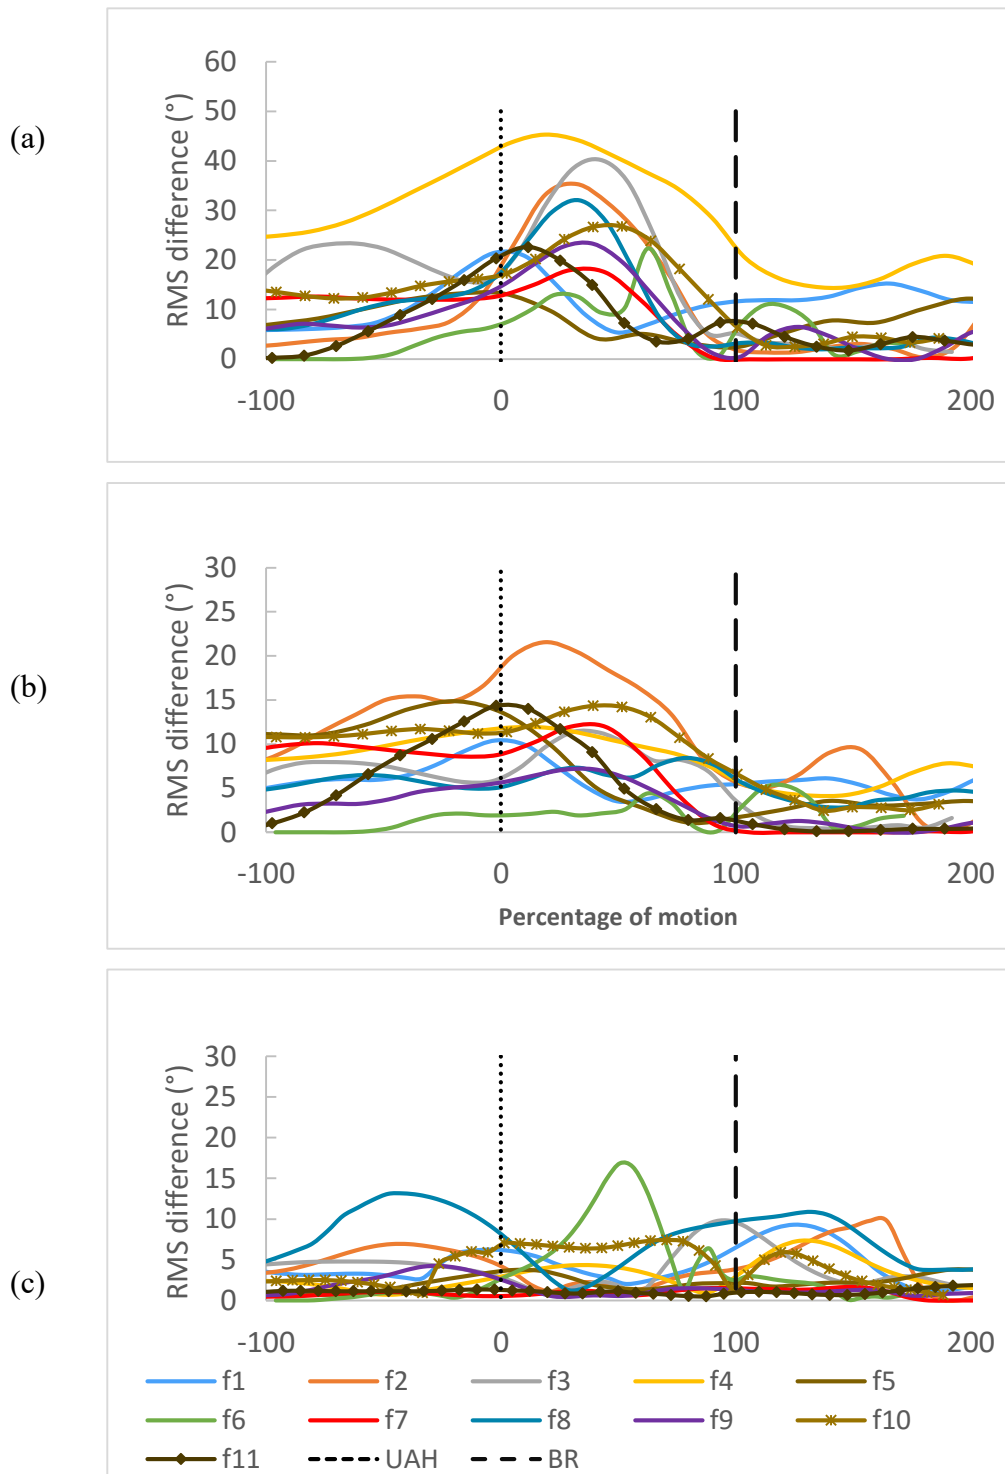 (a)
RMS difference (°)
60
50
40
30
20
10
0
-100 0 100 200
(b)
RMS difference (°)
30
25
20
15
10
5
0
-100 0 100 200
Percentage of motion
(c)
RMS difference (°)
30
25
20
15
10
5
0
-100 0 100 200
f1 f2 f3 f4 f5
f6 f7 f8 f9 f10
f11 UAH BR